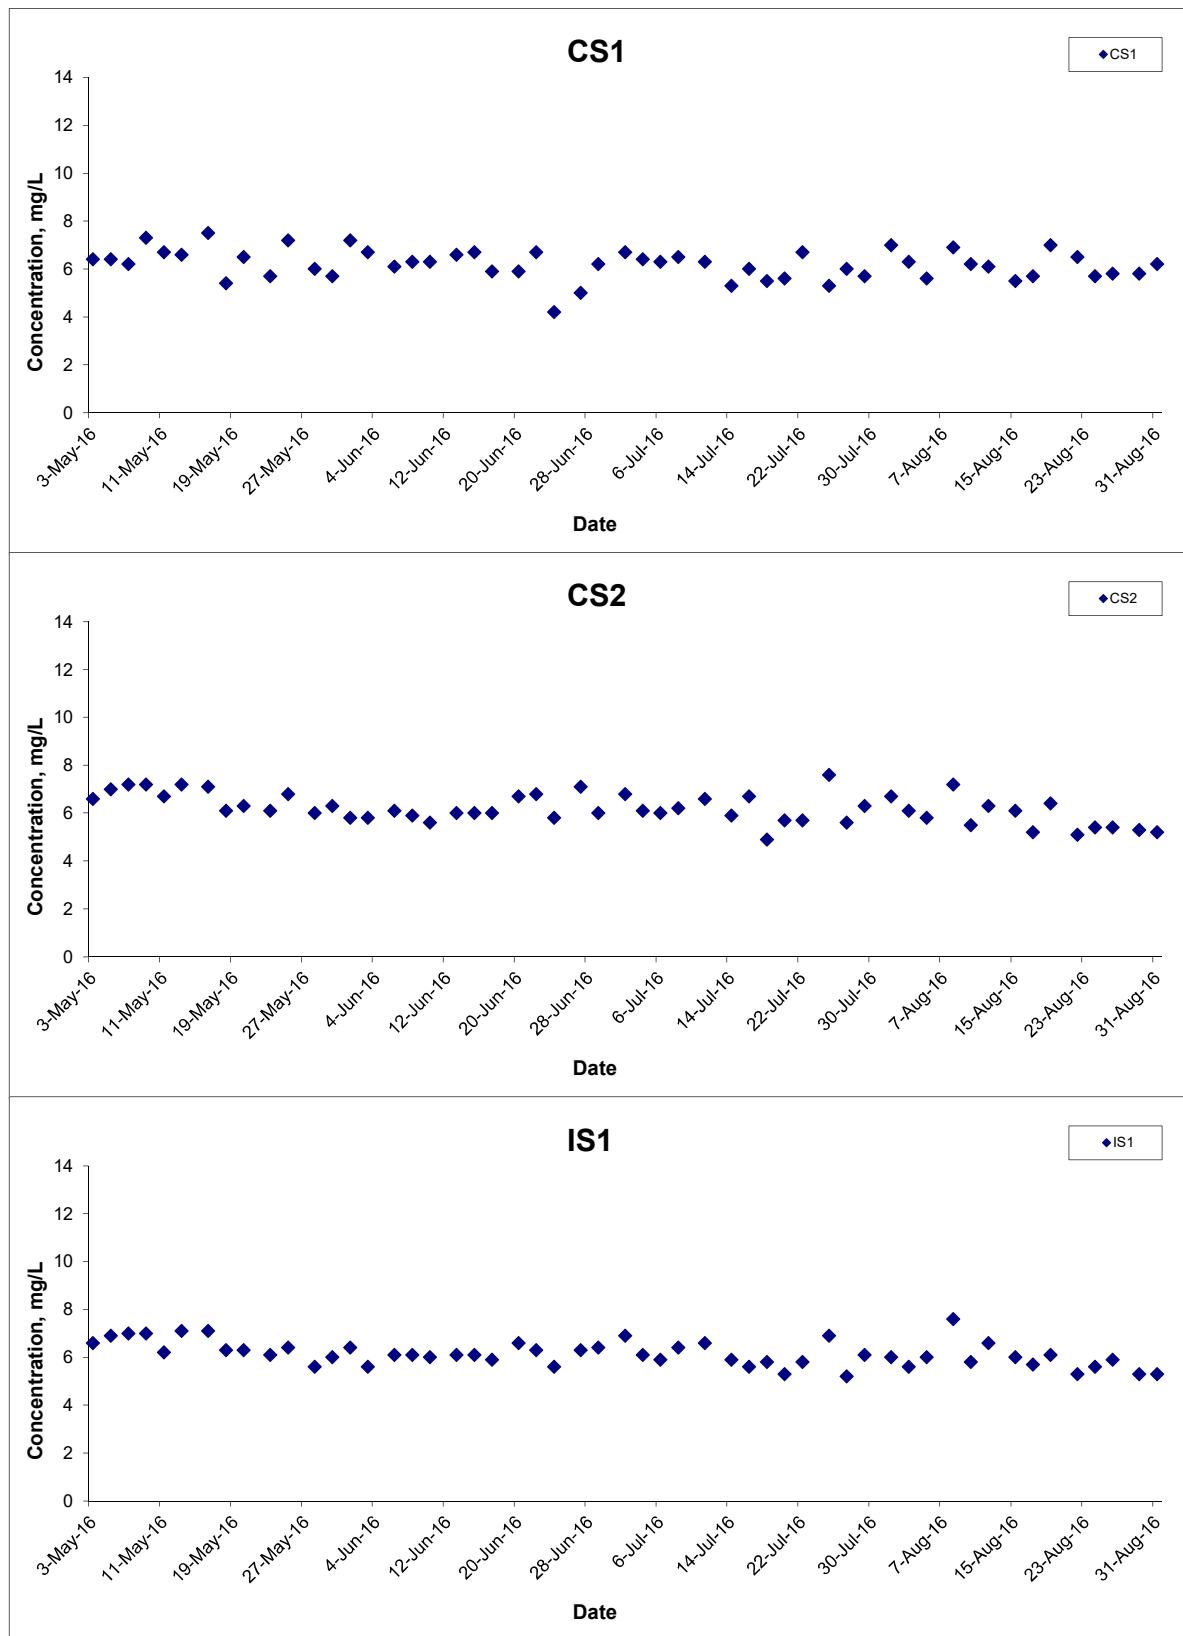 CS1
CS1
14
12
10
8
6
4
2
0
Concentration, mg/L
3-May-16
11-May-16
19-May-16
27-May-16
4-Jun-16
12-Jun-16
20-Jun-16
28-Jun-16
6-Jul-16
14-Jul-16
22-Jul-16
30-Jul-16
7-Aug-16
15-Aug-16
23-Aug-16
31-Aug-16
Date
CS2
CS2
14
12
10
8
6
4
2
0
Concentration, mg/L
3-May-16
11-May-16
19-May-16
27-May-16
4-Jun-16
12-Jun-16
20-Jun-16
28-Jun-16
6-Jul-16
14-Jul-16
22-Jul-16
30-Jul-16
7-Aug-16
15-Aug-16
23-Aug-16
31-Aug-16
Date
IS1
IS1
14
12
10
8
6
4
2
0
Concentration, mg/L
3-May-16
11-May-16
19-May-16
27-May-16
4-Jun-16
12-Jun-16
20-Jun-16
28-Jun-16
6-Jul-16
14-Jul-16
22-Jul-16
30-Jul-16
7-Aug-16
15-Aug-16
23-Aug-16
31-Aug-16
Date